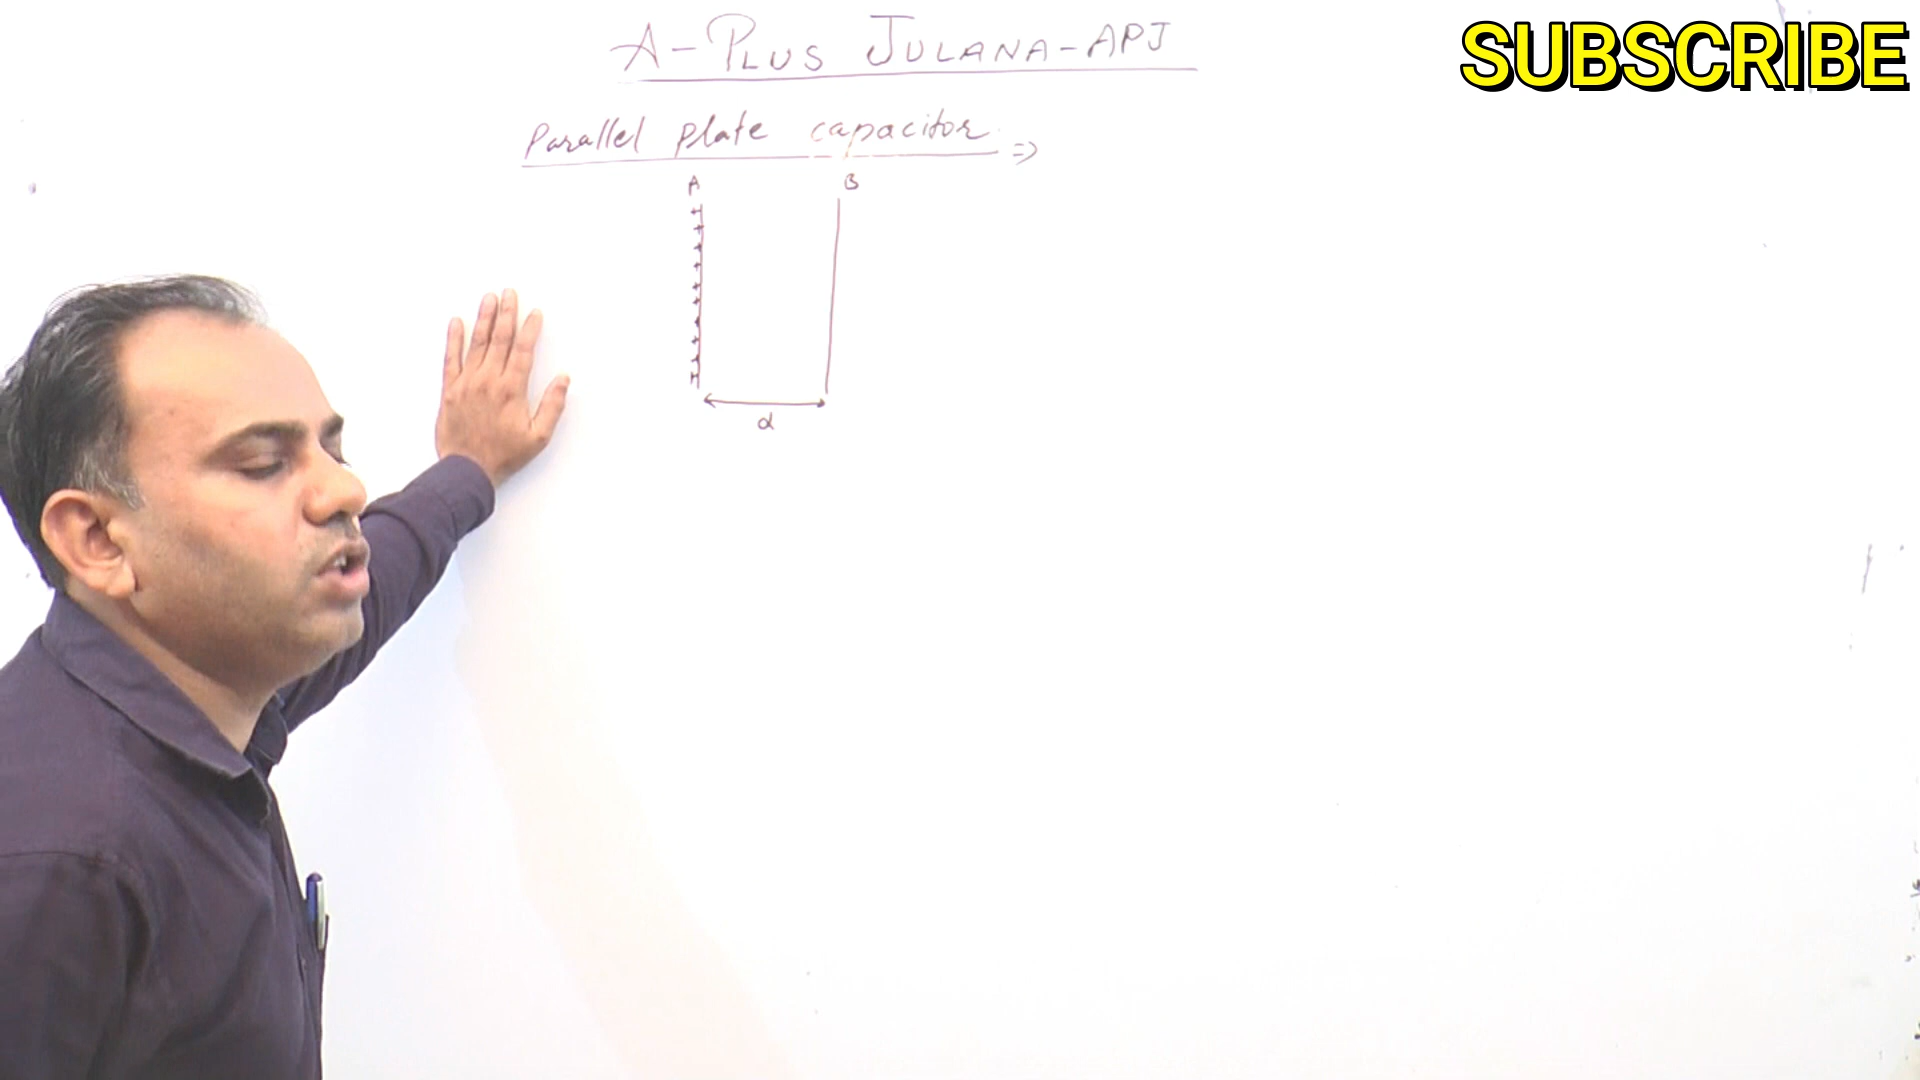 A-PLUS JULANA-APJ
SUBSCRIBE
Parallel plate capacitor =>
A B
d